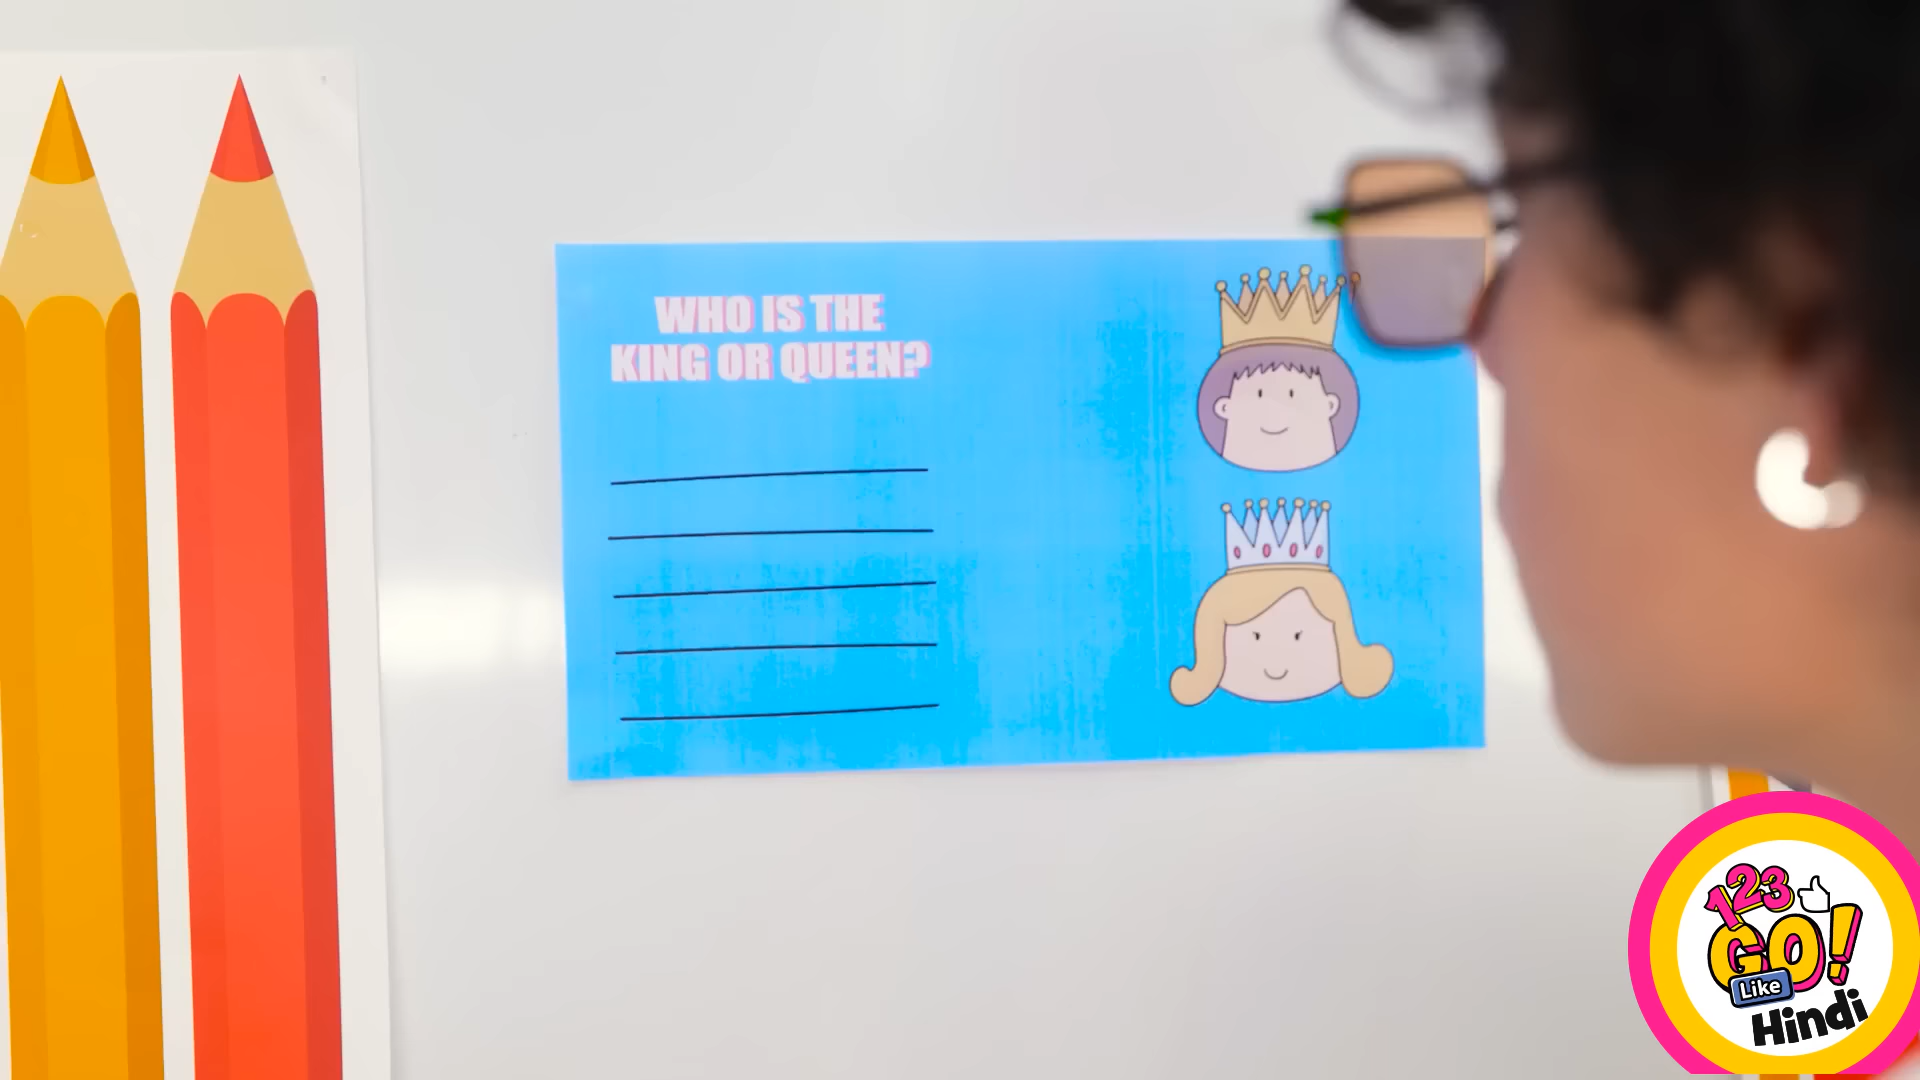 WHO IS THE
KING OR QUEEN?
123
GO!
Like
Hindi